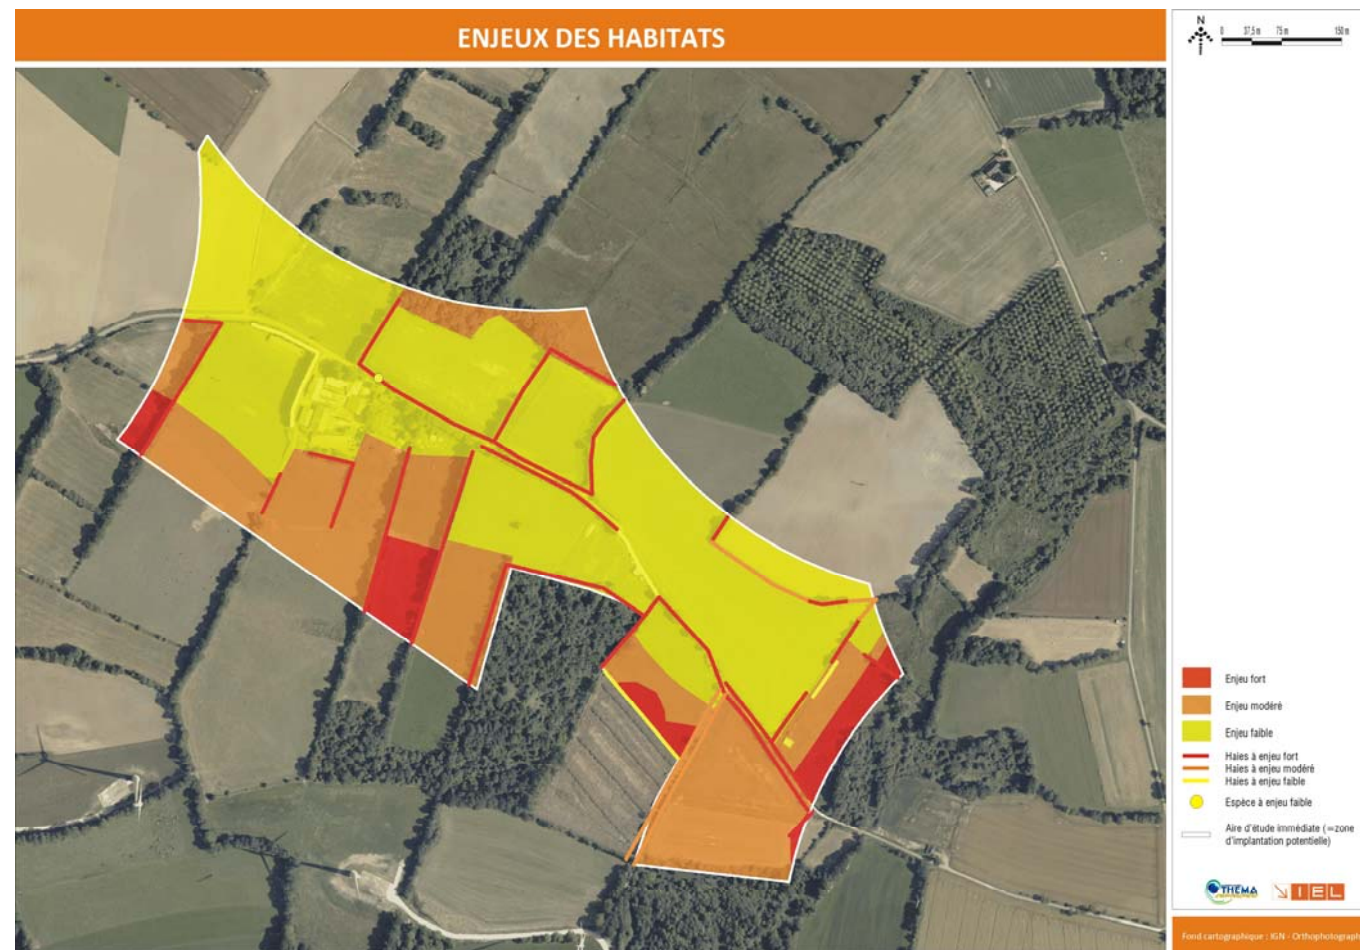 ENJEUX DES HABITATS
N
0 37,5 m 75 m 150 m
Enjeu fort
Enjeu modéré
Enjeu faible
Haies à enjeu fort
Haies à enjeu modéré
Haies à enjeu faible
Espèce à enjeu faible
Aire d'étude immédiate (=zone
d'implantation potentielle)
THEMA
IEL
Fond cartographique : IGN - Orthophotograph